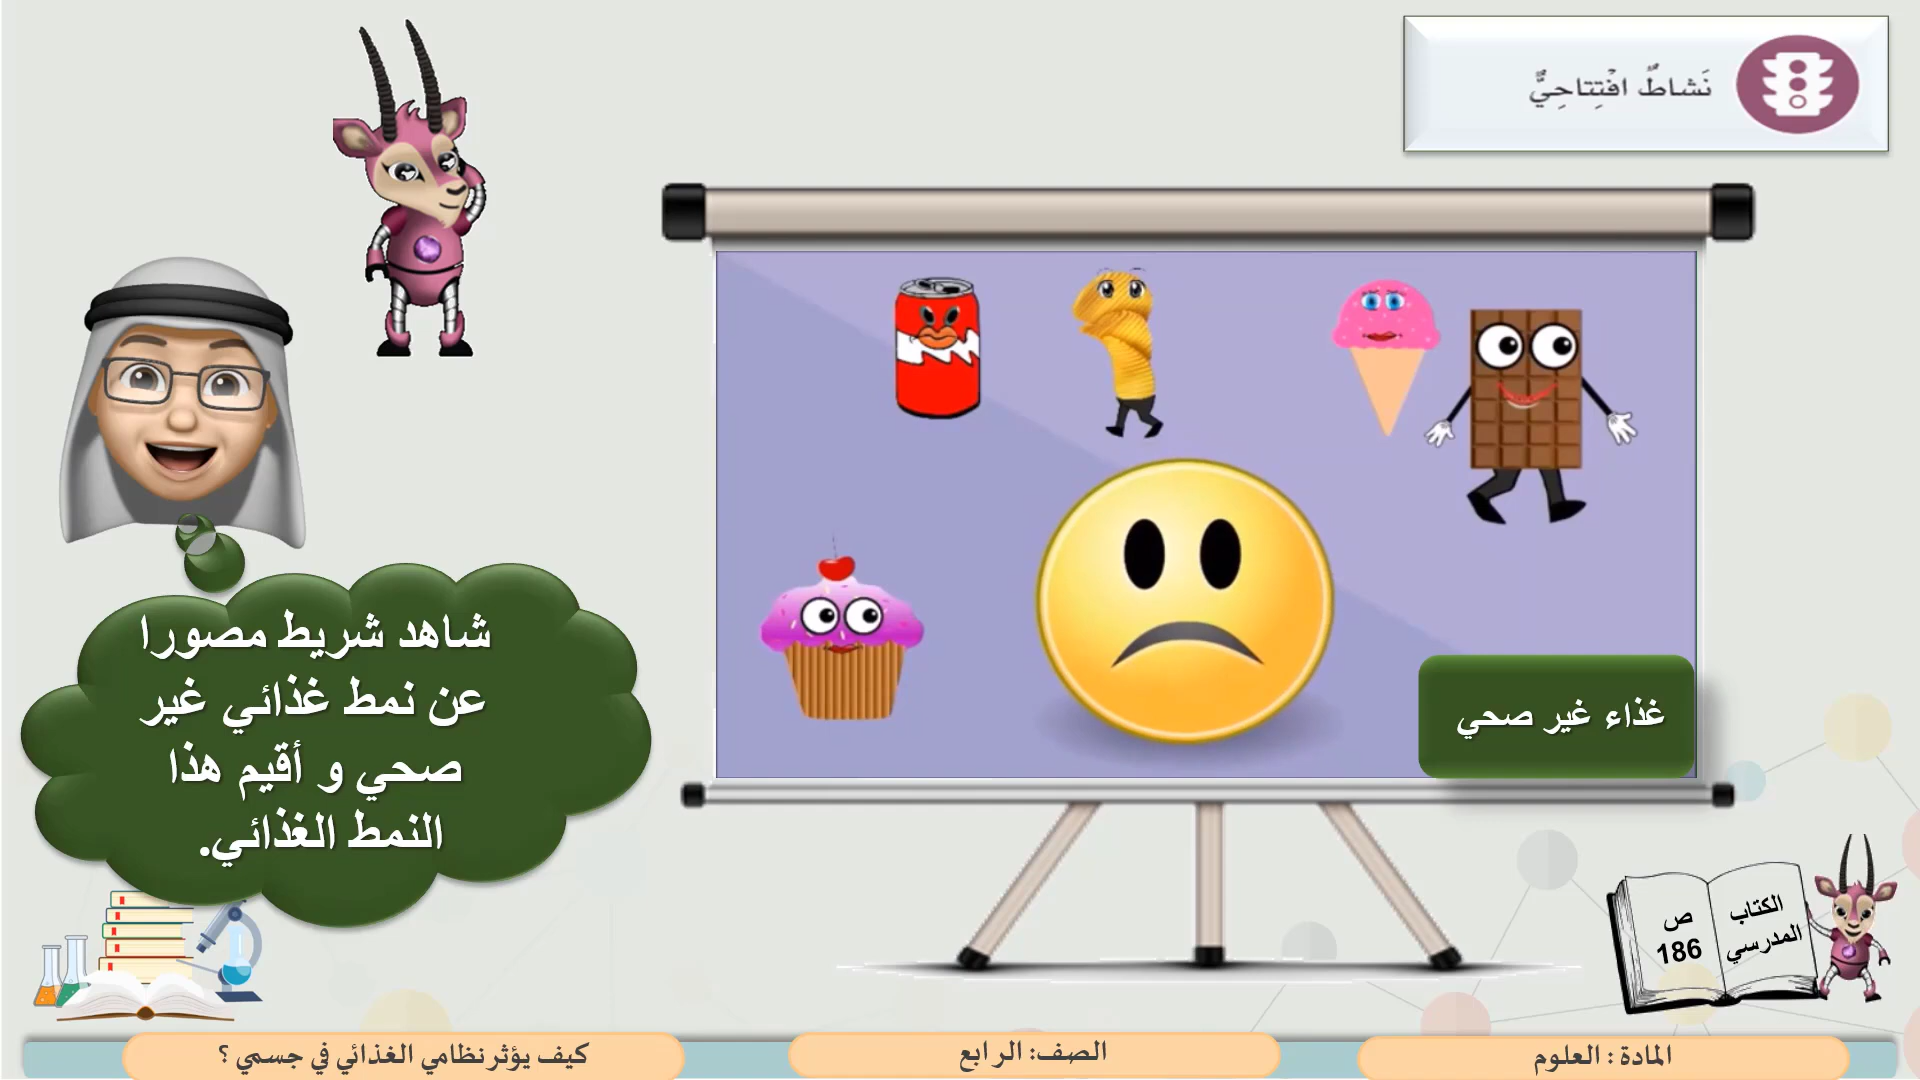 نَشاطٌ افْتِتاحِيٌّ
شاهد شريط مصورا
عن نمط غذائي غير
صحي و أقيم هذا
النمط الغذائي.
غذاء غير صحي
الكتاب
المدرسي
ص
186
المادة : العلوم
الصف: الرابع
كيف يؤثر نظامي الغذائي في جسمي ؟